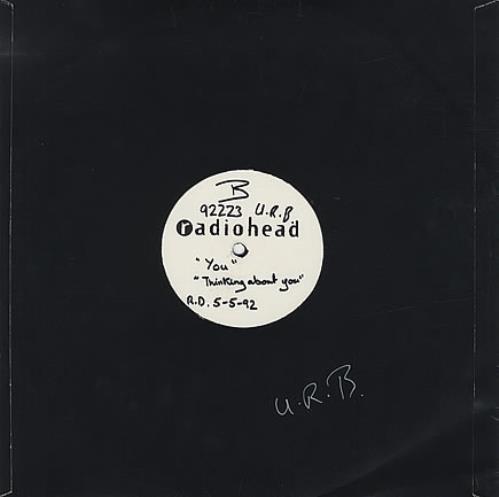 B
92223 U.R.B
radiohead
"You"
"Thinking about you"
R.D. 5-5-92
U.R.B.